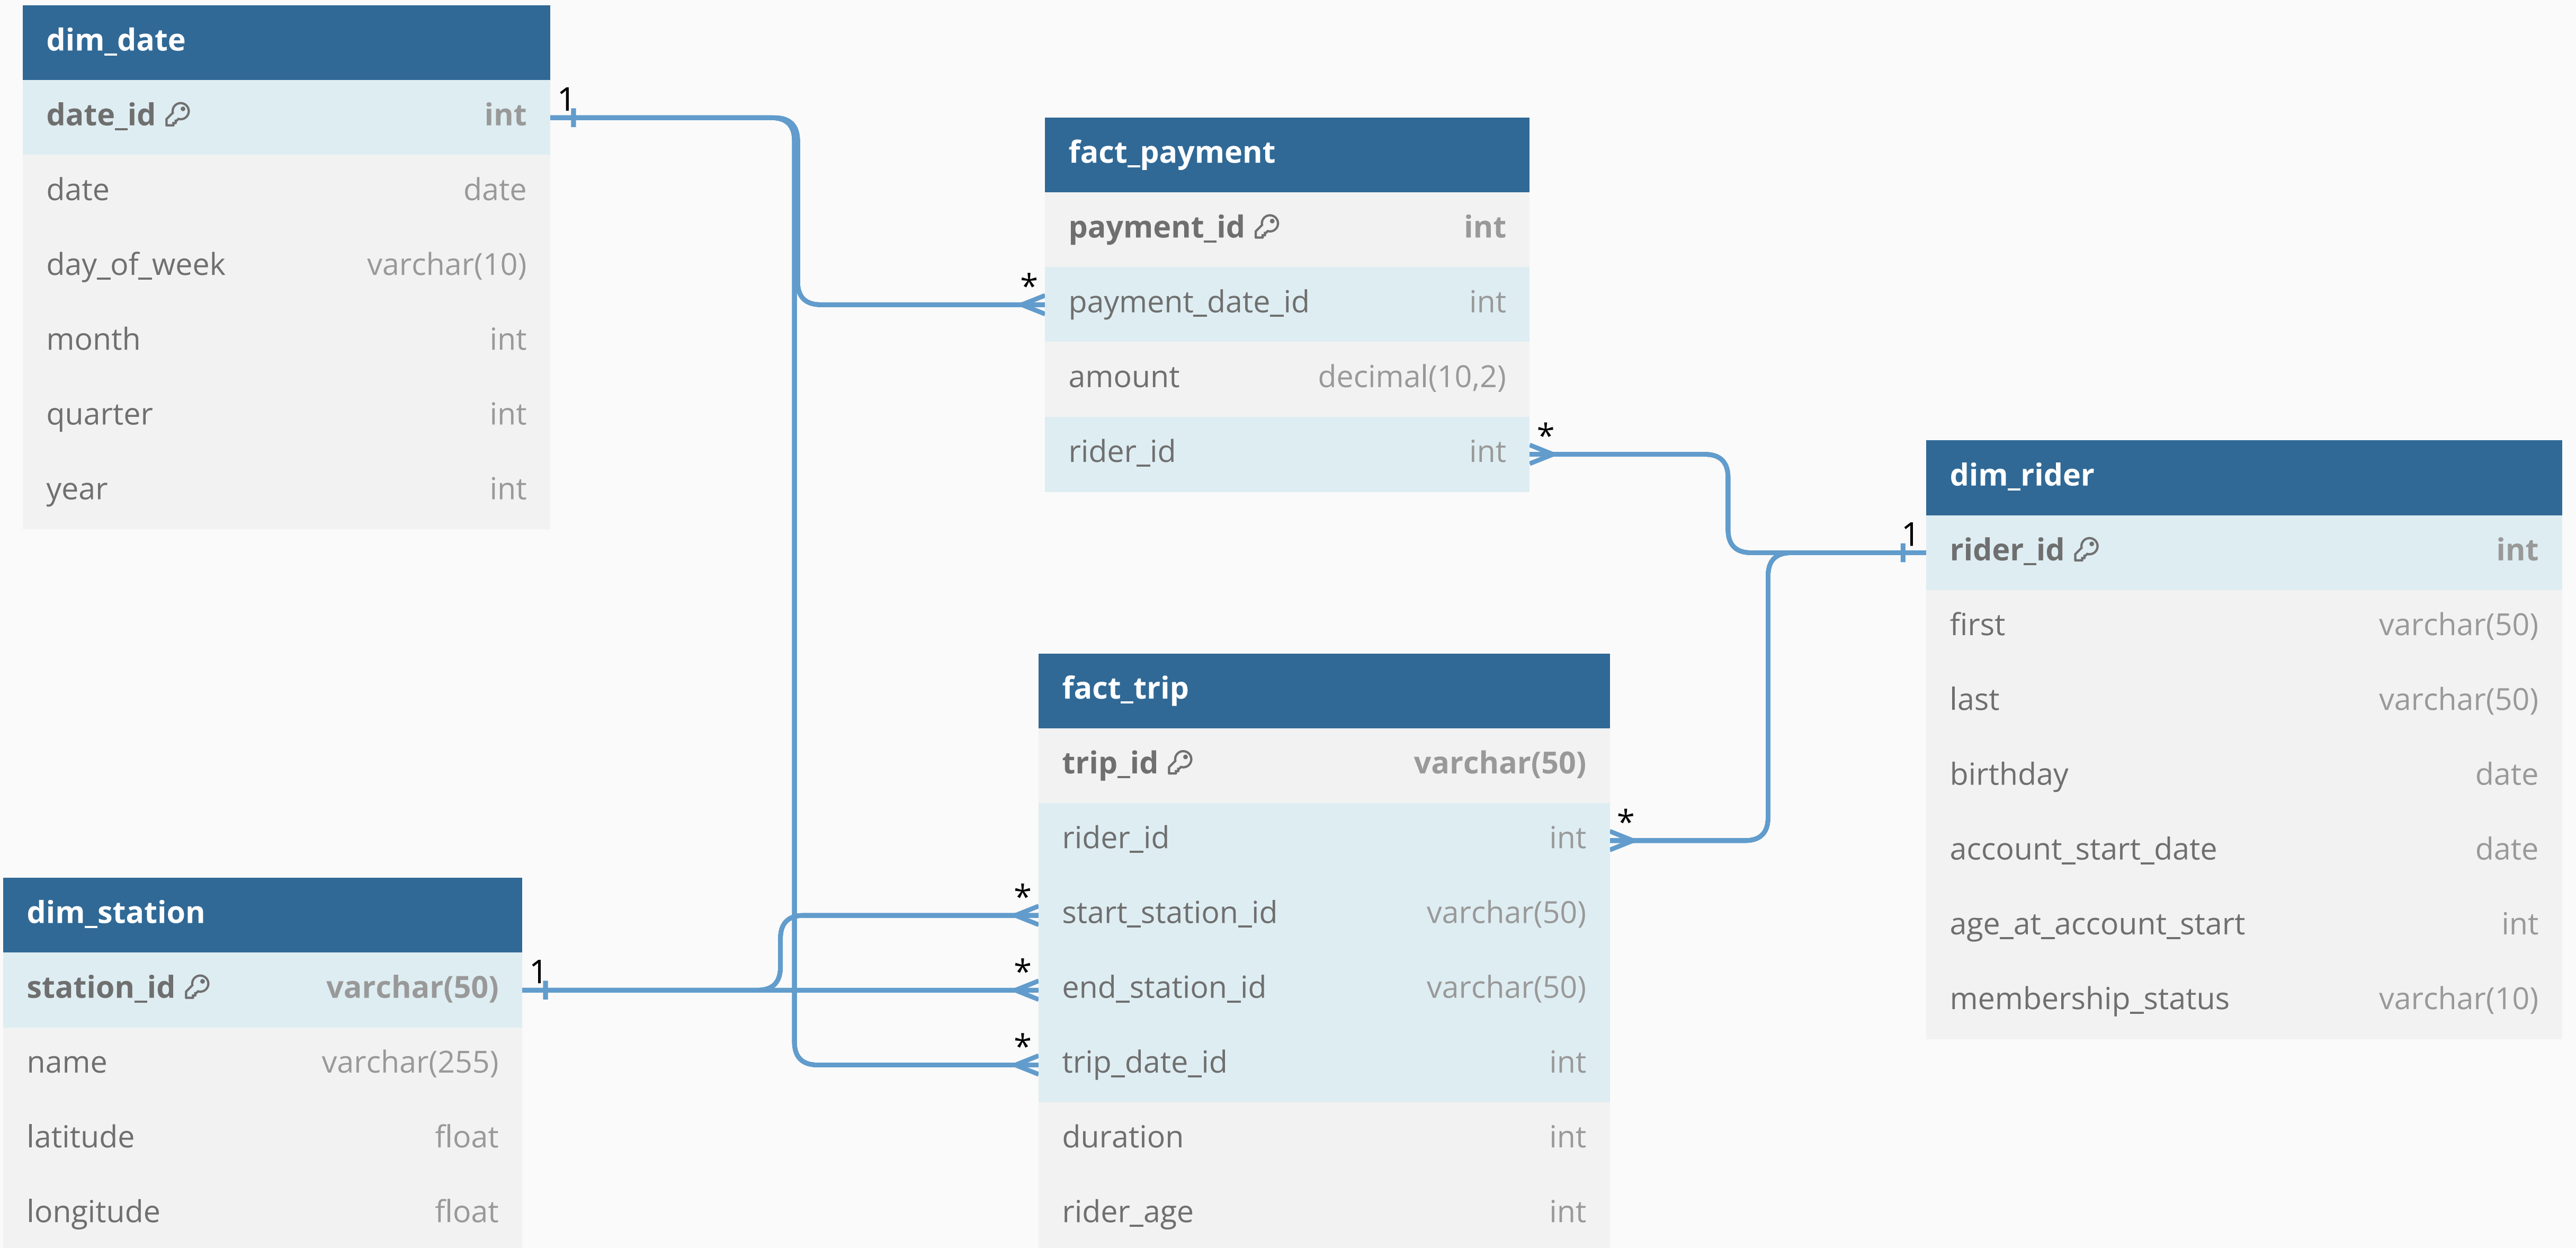 dim_date
date_id int
date date
day_of_week varchar(10)
month int
quarter int
year int
1
fact_payment
payment_id int
* payment_date_id int
amount decimal(10,2)
rider_id int *
dim_rider
1 rider_id int
first varchar(50)
last varchar(50)
birthday date
account_start_date date
age_at_account_start int
membership_status varchar(10)
fact_trip
trip_id varchar(50)
rider_id int *
* start_station_id varchar(50)
* end_station_id varchar(50)
* trip_date_id int
duration int
rider_age int
dim_station
station_id varchar(50) 1
name varchar(255)
latitude float
longitude float